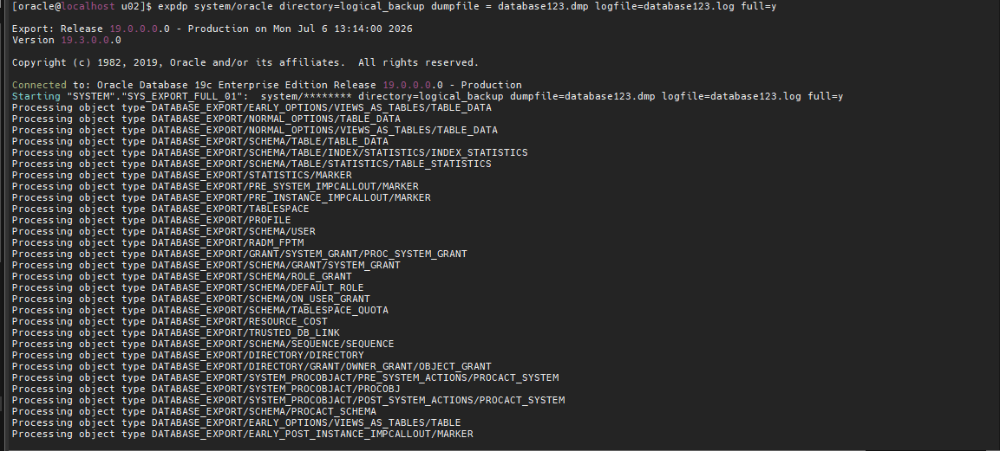 [oracle@localhost u02]$ expdp system/oracle directory=logical_backup dumpfile = database123.dmp logfile=database123.log full=y
Export: Release 19.0.0.0.0 - Production on Mon Jul 6 13:14:00 2026
Version 19.3.0.0.0
Copyright (c) 1982, 2019, Oracle and/or its affiliates.  All rights reserved.
Connected to: Oracle Database 19c Enterprise Edition Release 19.0.0.0.0 - Production
Starting "SYSTEM"."SYS_EXPORT_FULL_01":  system/******** directory=logical_backup dumpfile=database123.dmp logfile=database123.log full=y
Processing object type DATABASE_EXPORT/EARLY_OPTIONS/VIEWS_AS_TABLES/TABLE_DATA
Processing object type DATABASE_EXPORT/NORMAL_OPTIONS/TABLE_DATA
Processing object type DATABASE_EXPORT/NORMAL_OPTIONS/VIEWS_AS_TABLES/TABLE_DATA
Processing object type DATABASE_EXPORT/SCHEMA/TABLE/TABLE_DATA
Processing object type DATABASE_EXPORT/SCHEMA/TABLE/INDEX/STATISTICS/INDEX_STATISTICS
Processing object type DATABASE_EXPORT/SCHEMA/TABLE/STATISTICS/TABLE_STATISTICS
Processing object type DATABASE_EXPORT/STATISTICS/MARKER
Processing object type DATABASE_EXPORT/PRE_SYSTEM_IMPCALLOUT/MARKER
Processing object type DATABASE_EXPORT/PRE_INSTANCE_IMPCALLOUT/MARKER
Processing object type DATABASE_EXPORT/TABLESPACE
Processing object type DATABASE_EXPORT/PROFILE
Processing object type DATABASE_EXPORT/SCHEMA/USER
Processing object type DATABASE_EXPORT/RADM_FPTM
Processing object type DATABASE_EXPORT/GRANT/SYSTEM_GRANT/PROC_SYSTEM_GRANT
Processing object type DATABASE_EXPORT/SCHEMA/GRANT/SYSTEM_GRANT
Processing object type DATABASE_EXPORT/SCHEMA/ROLE_GRANT
Processing object type DATABASE_EXPORT/SCHEMA/DEFAULT_ROLE
Processing object type DATABASE_EXPORT/SCHEMA/ON_USER_GRANT
Processing object type DATABASE_EXPORT/SCHEMA/TABLESPACE_QUOTA
Processing object type DATABASE_EXPORT/RESOURCE_COST
Processing object type DATABASE_EXPORT/TRUSTED_DB_LINK
Processing object type DATABASE_EXPORT/SCHEMA/SEQUENCE/SEQUENCE
Processing object type DATABASE_EXPORT/DIRECTORY/DIRECTORY
Processing object type DATABASE_EXPORT/DIRECTORY/GRANT/OWNER_GRANT/OBJECT_GRANT
Processing object type DATABASE_EXPORT/SYSTEM_PROCOBJACT/PRE_SYSTEM_ACTIONS/PROCACT_SYSTEM
Processing object type DATABASE_EXPORT/SYSTEM_PROCOBJACT/PROCOBJ
Processing object type DATABASE_EXPORT/SYSTEM_PROCOBJACT/POST_SYSTEM_ACTIONS/PROCACT_SYSTEM
Processing object type DATABASE_EXPORT/SCHEMA/PROCACT_SCHEMA
Processing object type DATABASE_EXPORT/EARLY_OPTIONS/VIEWS_AS_TABLES/TABLE
Processing object type DATABASE_EXPORT/EARLY_POST_INSTANCE_IMPCALLOUT/MARKER